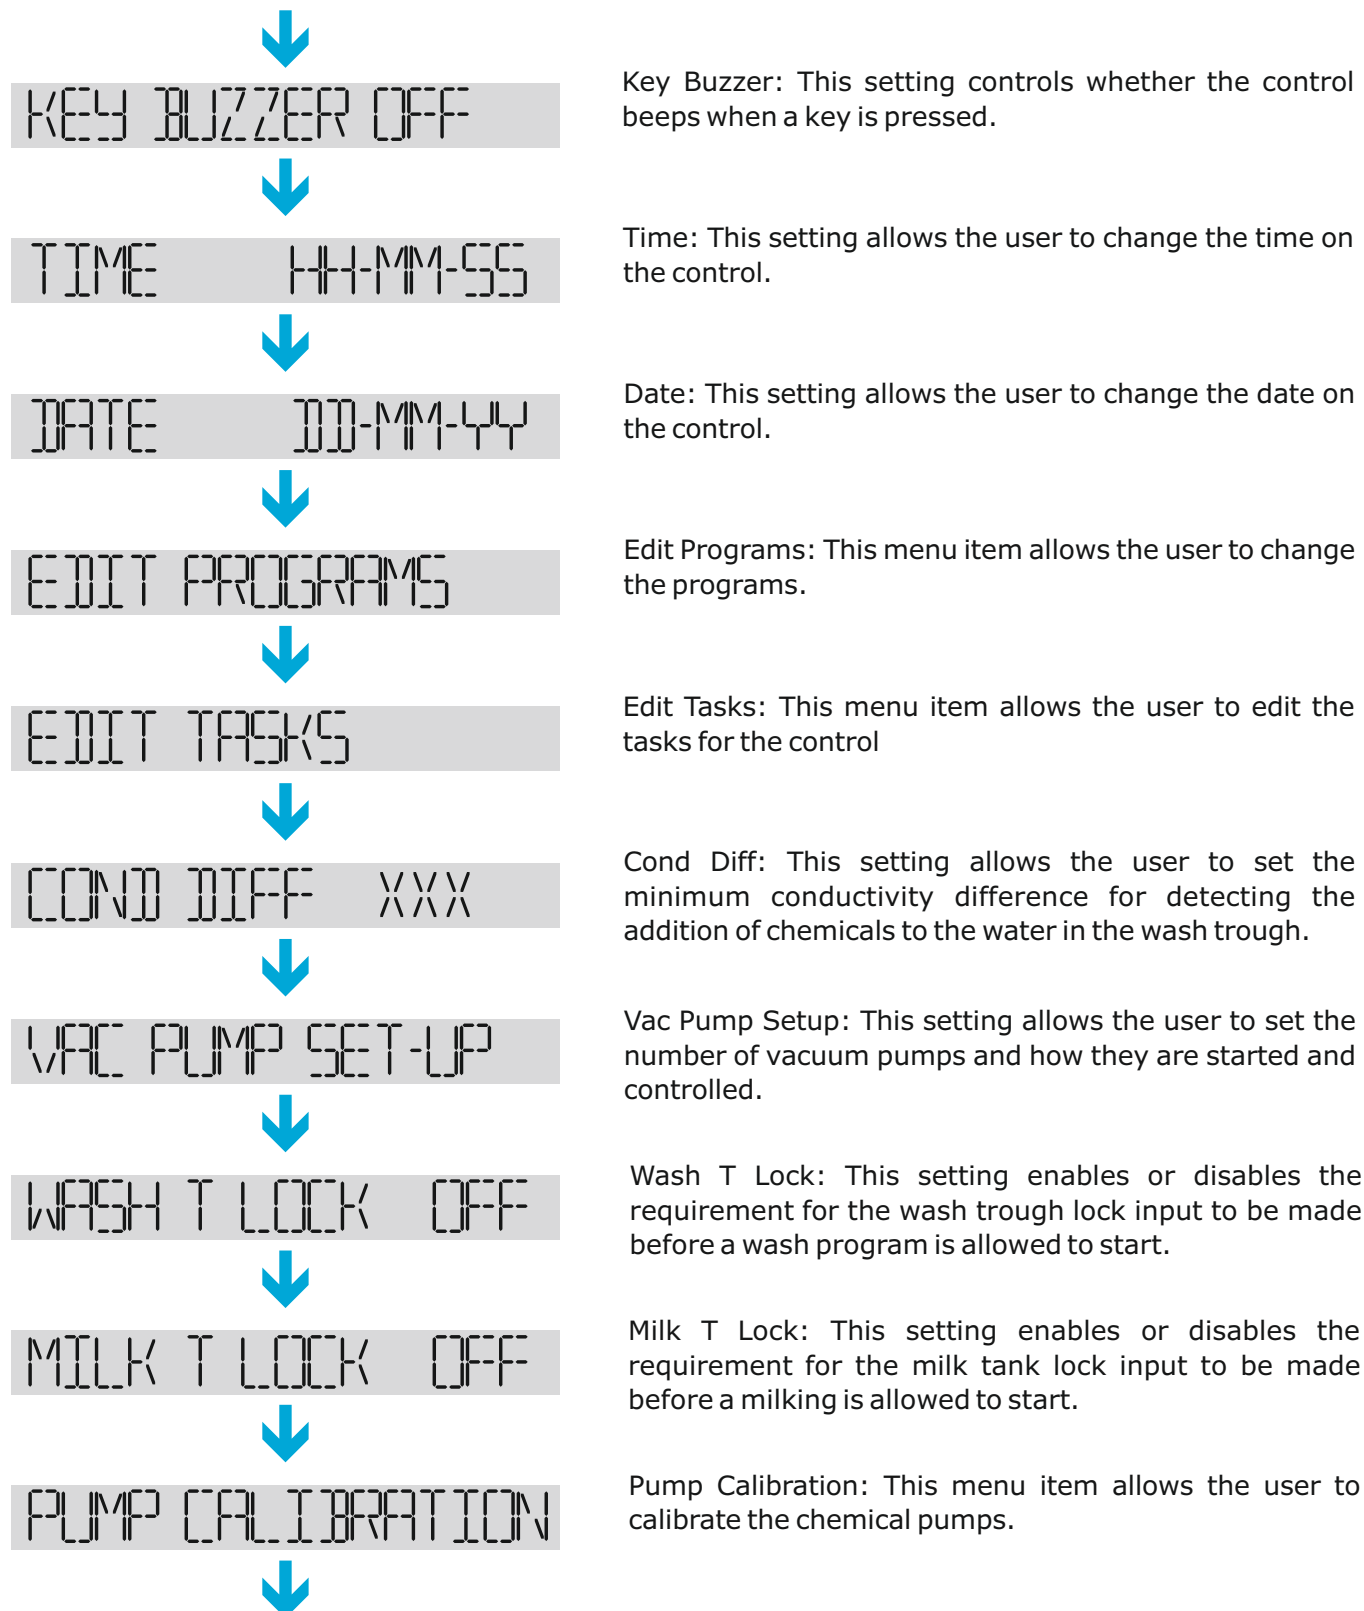 KEY BUZZER OFF
Key Buzzer: This setting controls whether the control
beeps when a key is pressed.
TIME HH-MM-SS
Time: This setting allows the user to change the time on
the control.
DATE DD-MM-YY
Date: This setting allows the user to change the date on
the control.
EDIT PROGRAMS
Edit Programs: This menu item allows the user to change
the programs.
EDIT TASKS
Edit Tasks: This menu item allows the user to edit the
tasks for the control
COND DIFF XXX
Cond Diff: This setting allows the user to set the
minimum conductivity difference for detecting the
addition of chemicals to the water in the wash trough.
VAC PUMP SET-UP
Vac Pump Setup: This setting allows the user to set the
number of vacuum pumps and how they are started and
controlled.
WASH T LOCK OFF
Wash T Lock: This setting enables or disables the
requirement for the wash trough lock input to be made
before a wash program is allowed to start.
MILK T LOCK OFF
Milk T Lock: This setting enables or disables the
requirement for the milk tank lock input to be made
before a milking is allowed to start.
PUMP CALIBRATION
Pump Calibration: This menu item allows the user to
calibrate the chemical pumps.